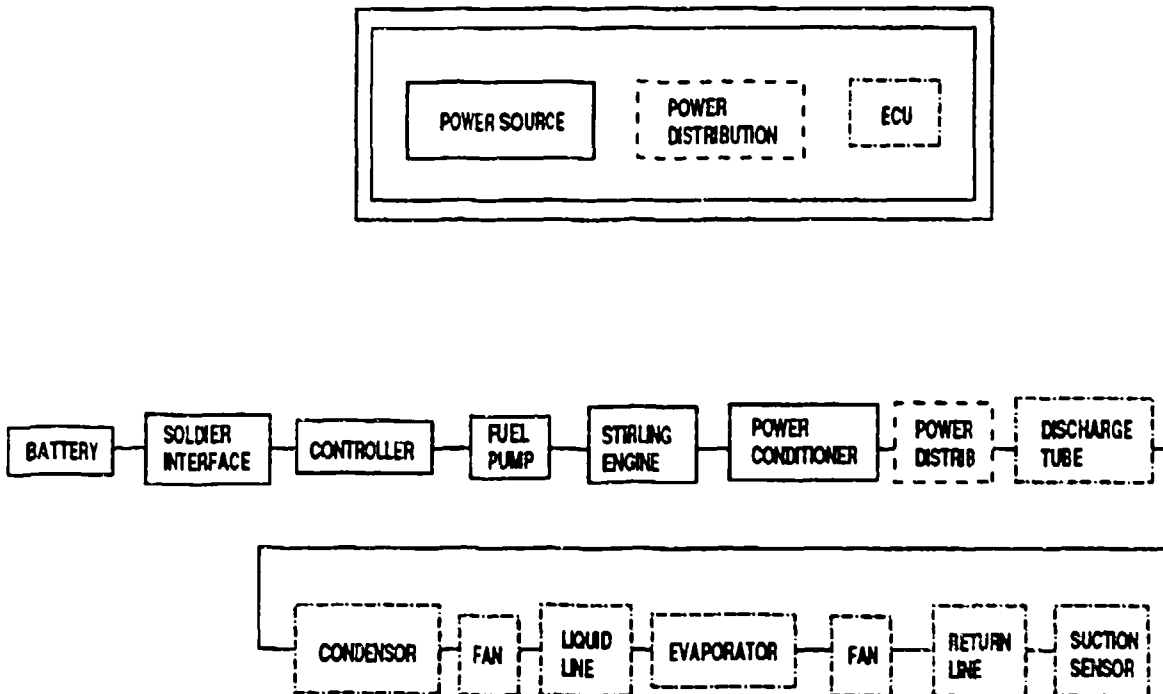 POWER SOURCE
POWER
DISTRIBUTION
ECU
BATTERY
SOLDIER
INTERFACE
CONTROLLER
FUEL
PUMP
STIRLING
ENGINE
POWER
CONDITIONER
POWER
DISTRIB
DISCHARGE
TUBE
CONDENSOR
FAN
LIQUID
LINE
EVAPORATOR
FAN
RETURN
LINE
SUCTION
SENSOR